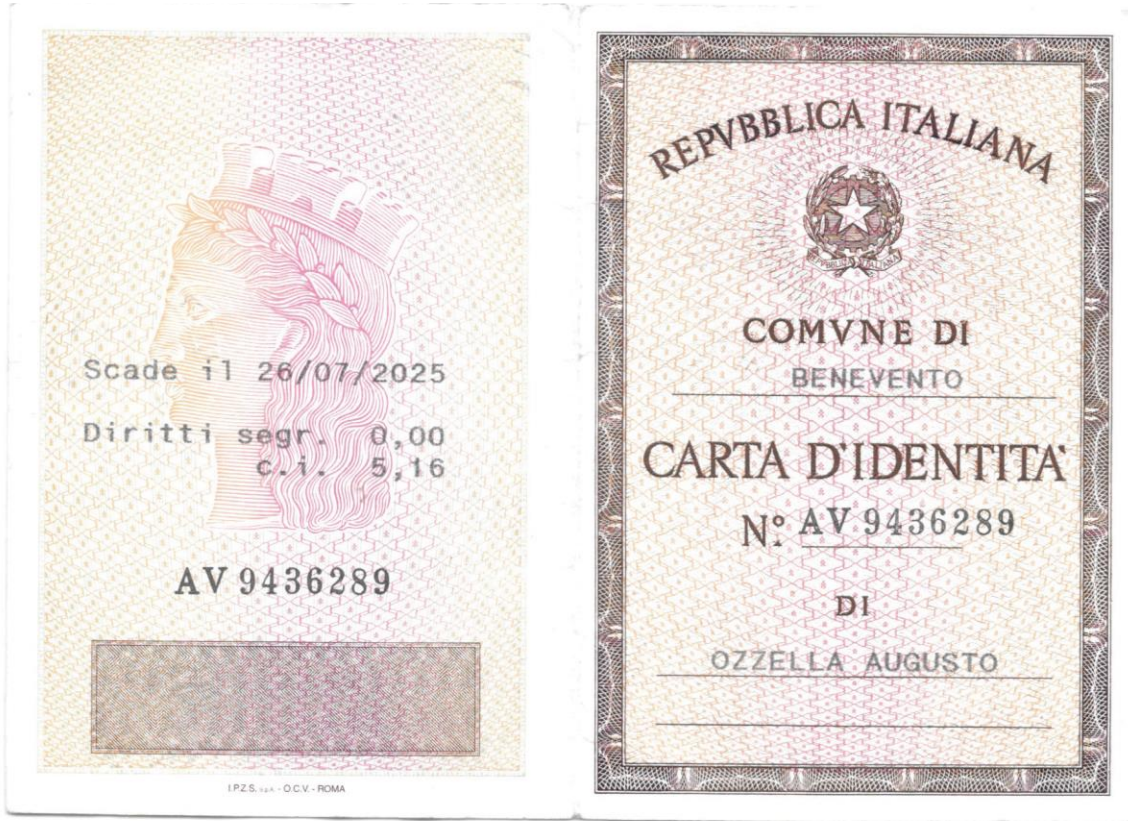 Scade il 26/07/2025
Diritti segr. 0,00
c.i. 5,16
AV 9436289
I.P.Z.S. S.p.A. - O.C.V. - ROMA
REPVBBLICA ITALIANA
COMVNE DI
BENEVENTO
CARTA D'IDENTITA'
N° AV 9436289
DI
OZZELLA AUGUSTO